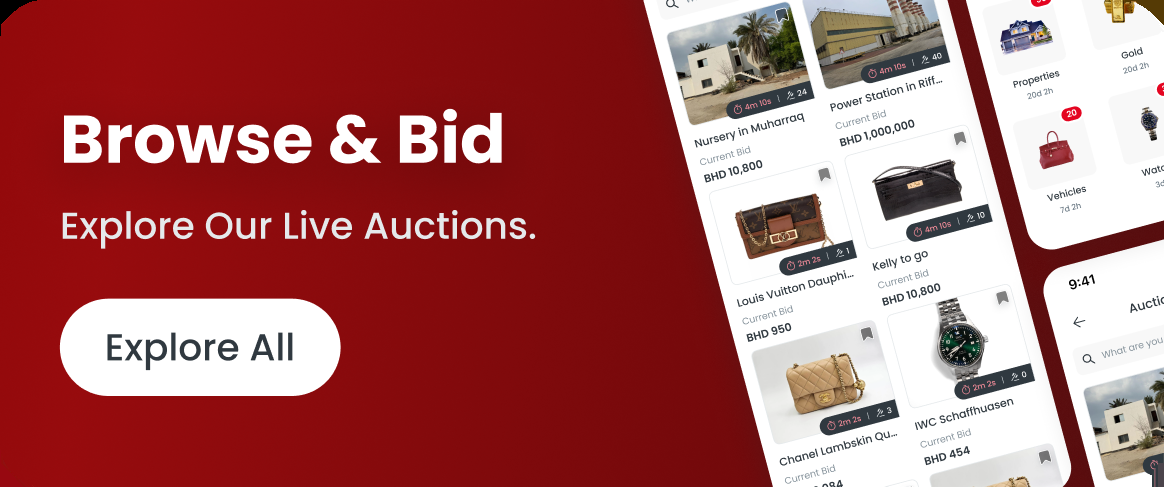 Browse & Bid
Explore Our Live Auctions.
Explore All
4m 10s | 24
Nursery in Muharraq
Current Bid
BHD 10,800
4m 10s | 40
Power Station in Riff...
Current Bid
BHD 1,000,000
2m 2s | 1
Louis Vuitton Dauphi...
Current Bid
BHD 950
4m 10s | 10
Kelly to go
Current Bid
BHD 10,800
2m 2s | 3
Chanel Lambskin Qu...
Current Bid
2m 2s | 0
IWC Schaffhuasen
Current Bid
BHD 454
Properties
20d 2h
Gold
20d 2h
20
Vehicles
7d 2h
9:41
What are you